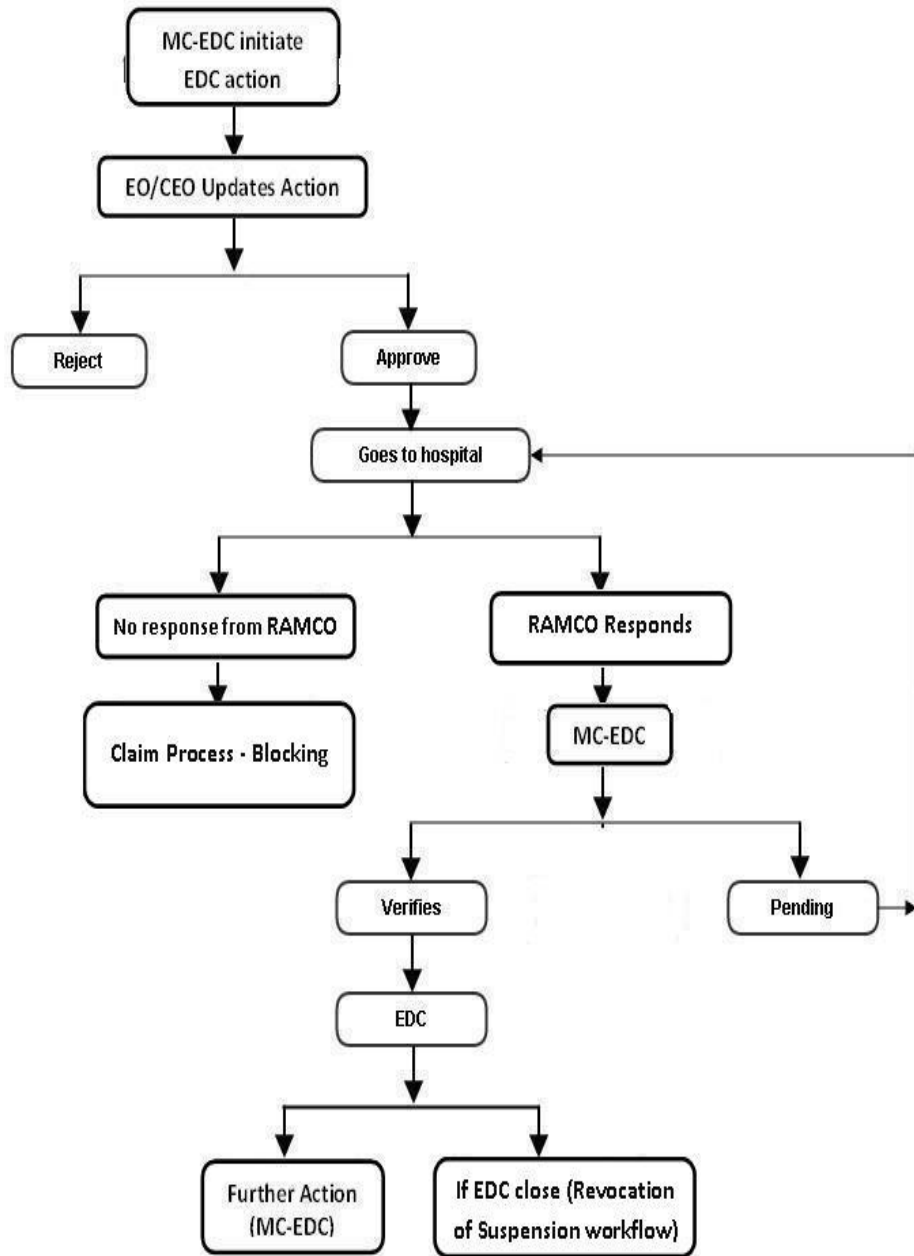 MC-EDC initiate
EDC action
EO/CEO Updates Action
Reject
Approve
Goes to hospital
No response from RAMCO
RAMCO Responds
Claim Process - Blocking
MC-EDC
Verifies
Pending
EDC
Further Action
(MC-EDC)
If EDC close (Revocation
of Suspension workflow)